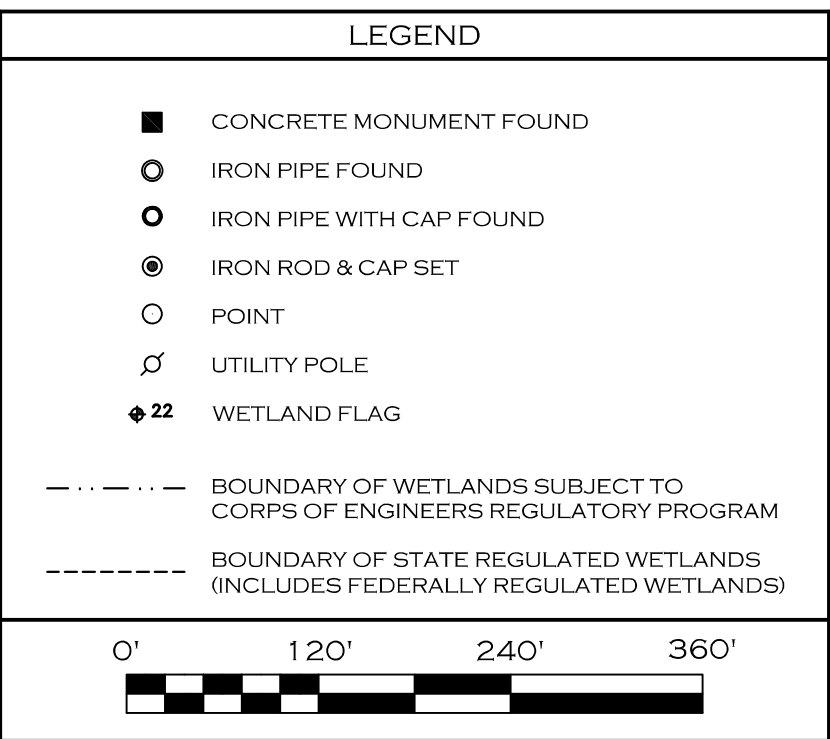 LEGEND
CONCRETE MONUMENT FOUND
IRON PIPE FOUND
IRON PIPE WITH CAP FOUND
IRON ROD & CAP SET
POINT
UTILITY POLE
22 WETLAND FLAG
BOUNDARY OF WETLANDS SUBJECT TO
CORPS OF ENGINEERS REGULATORY PROGRAM
BOUNDARY OF STATE REGULATED WETLANDS
(INCLUDES FEDERALLY REGULATED WETLANDS)
0' 120' 240' 360'